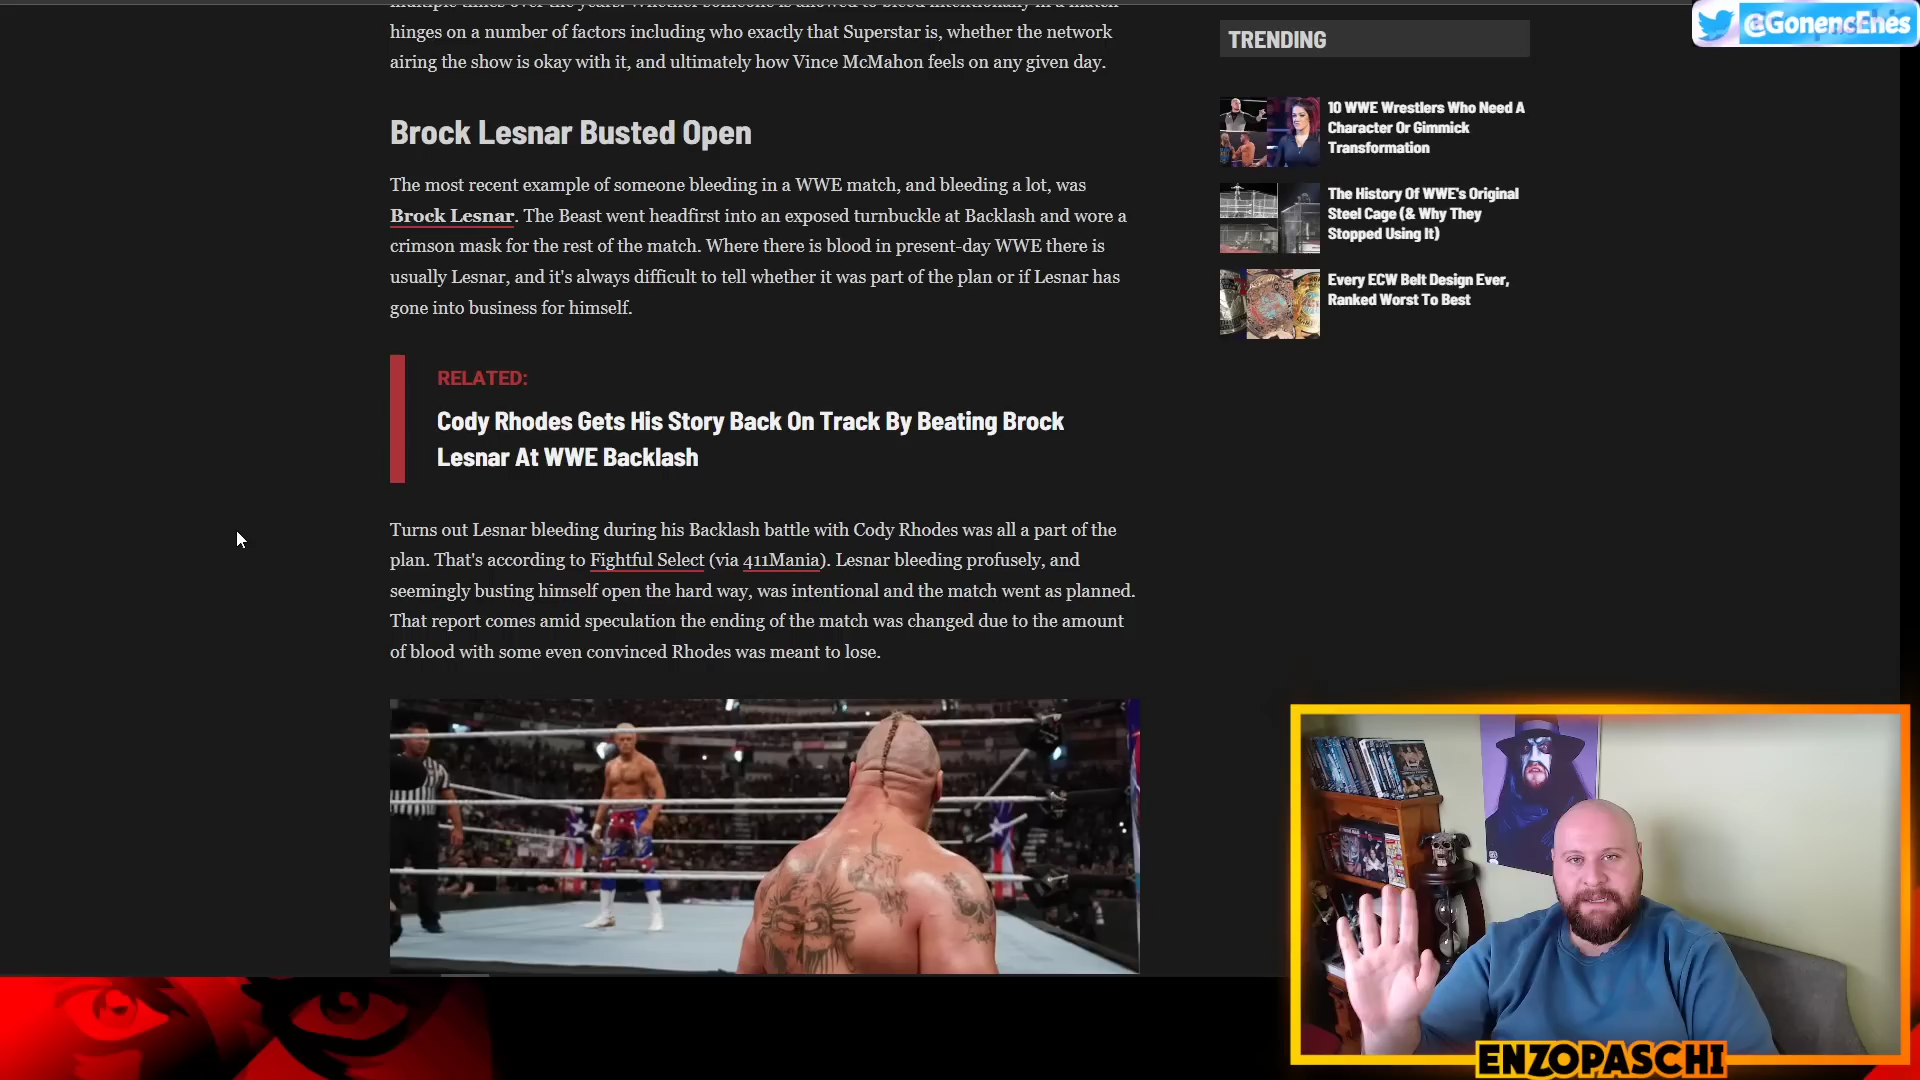 hinges on a number of factors including who exactly that Superstar is, whether the network
airing the show is okay with it, and ultimately how Vince McMahon feels on any given day.
Brock Lesnar Busted Open
The most recent example of someone bleeding in a WWE match, and bleeding a lot, was
Brock Lesnar. The Beast went headfirst into an exposed turnbuckle at Backlash and wore a
crimson mask for the rest of the match. Where there is blood in present-day WWE there is
usually Lesnar, and it's always difficult to tell whether it was part of the plan or if Lesnar has
gone into business for himself.
RELATED:
Cody Rhodes Gets His Story Back On Track By Beating Brock
Lesnar At WWE Backlash
Turns out Lesnar bleeding during his Backlash battle with Cody Rhodes was all a part of the
plan. That's according to Fightful Select (via 411Mania). Lesnar bleeding profusely, and
seemingly busting himself open the hard way, was intentional and the match went as planned.
That report comes amid speculation the ending of the match was changed due to the amount
of blood with some even convinced Rhodes was meant to lose.
TRENDING
10 WWE Wrestlers Who Need A
Character Or Gimmick
Transformation
The History Of WWE's Original
Steel Cage (& Why They
Stopped Using It)
Every ECW Belt Design Ever,
Ranked Worst To Best
@GonencEnes
ENZOPASCHI